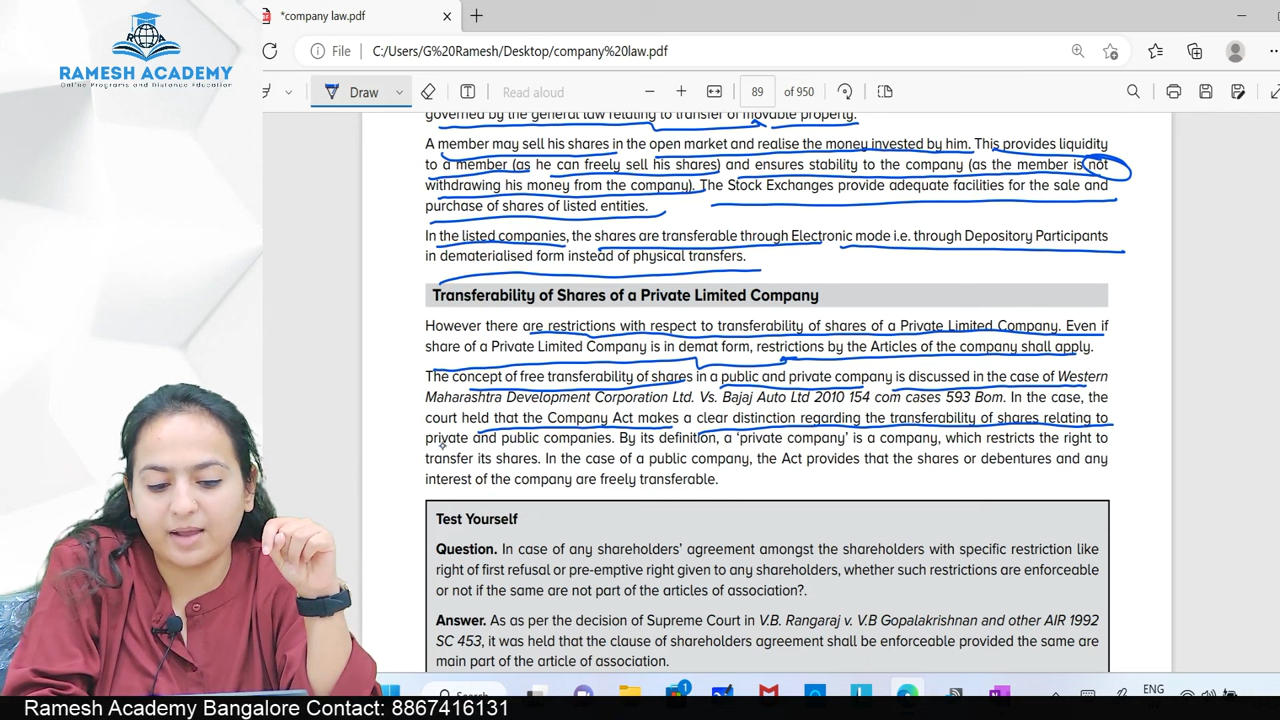 *company law.pdf
RAMESH ACADEMY
Online Programs and Distance Education
File C:/Users/G%20Ramesh/Desktop/company%20law.pdf
Draw Read aloud 89 of 950
governed by the general law relating to transfer of movable property.
A member may sell his shares in the open market and realise the money invested by him. This provides liquidity
to a member (as he can freely sell his shares) and ensures stability to the company (as the member is not
withdrawing his money from the company). The Stock Exchanges provide adequate facilities for the sale and
purchase of shares of listed entities.
In the listed companies, the shares are transferable through Electronic mode i.e. through Depository Participants
in dematerialised form instead of physical transfers.
Transferability of Shares of a Private Limited Company
However there are restrictions with respect to transferability of shares of a Private Limited Company. Even if
share of a Private Limited Company is in demat form, restrictions by the Articles of the company shall apply.
The concept of free transferability of shares in a public and private company is discussed in the case of Western
Maharashtra Development Corporation Ltd. Vs. Bajaj Auto Ltd 2010 154 com cases 593 Bom. In the case, the
court held that the Company Act makes a clear distinction regarding the transferability of shares relating to
private and public companies. By its definition, a ‘private company’ is a company, which restricts the right to
transfer its shares. In the case of a public company, the Act provides that the shares or debentures and any
interest of the company are freely transferable.
Test Yourself
Question. In case of any shareholders’ agreement amongst the shareholders with specific restriction like
right of first refusal or pre-emptive right given to any shareholders, whether such restrictions are enforceable
or not if the same are not part of the articles of association?.
Answer. As as per the decision of Supreme Court in V.B. Rangaraj v. V.B Gopalakrishnan and other AIR 1992
SC 453, it was held that the clause of shareholders agreement shall be enforceable provided the same are
main part of the article of association.
ENG
Ramesh Academy Bangalore Contact: 8867416131